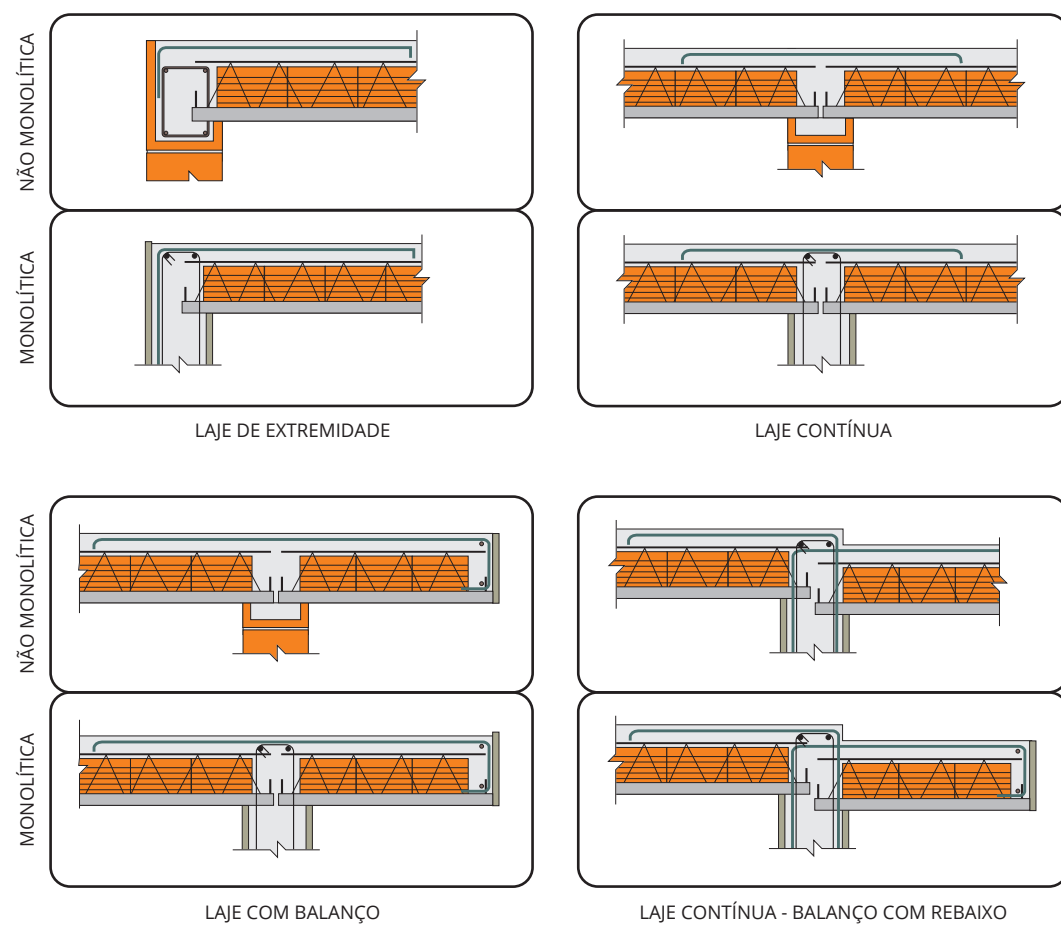 NÃO MONOLÍTICA
MONOLÍTICA
LAJE DE EXTREMIDADE
LAJE CONTÍNUA
NÃO MONOLÍTICA
MONOLÍTICA
LAJE COM BALANÇO
LAJE CONTÍNUA - BALANÇO COM REBAIXO